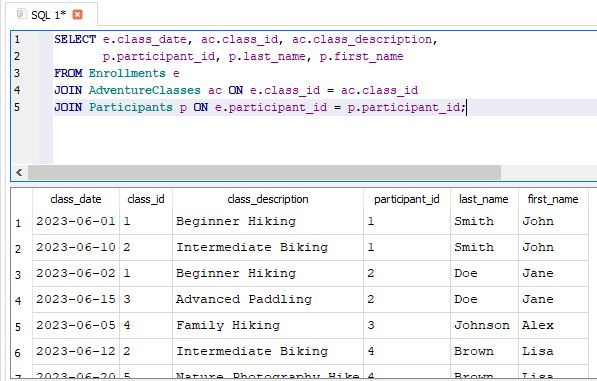 SQL 1*
1 SELECT e.class_date, ac.class_id, ac.class_description,
2 p.participant_id, p.last_name, p.first_name
3 FROM Enrollments e
4 JOIN AdventureClasses ac ON e.class_id = ac.class_id
5 JOIN Participants p ON e.participant_id = p.participant_id;
class_date class_id class_description participant_id last_name first_name
1 2023-06-01 1 Beginner Hiking 1 Smith John
2 2023-06-10 2 Intermediate Biking 1 Smith John
3 2023-06-02 1 Beginner Hiking 2 Doe Jane
4 2023-06-15 3 Advanced Paddling 2 Doe Jane
5 2023-06-05 4 Family Hiking 3 Johnson Alex
6 2023-06-12 2 Intermediate Biking 4 Brown Lisa
7 2023-06-20 5 Nature Photography Hike 4 Brown Lisa